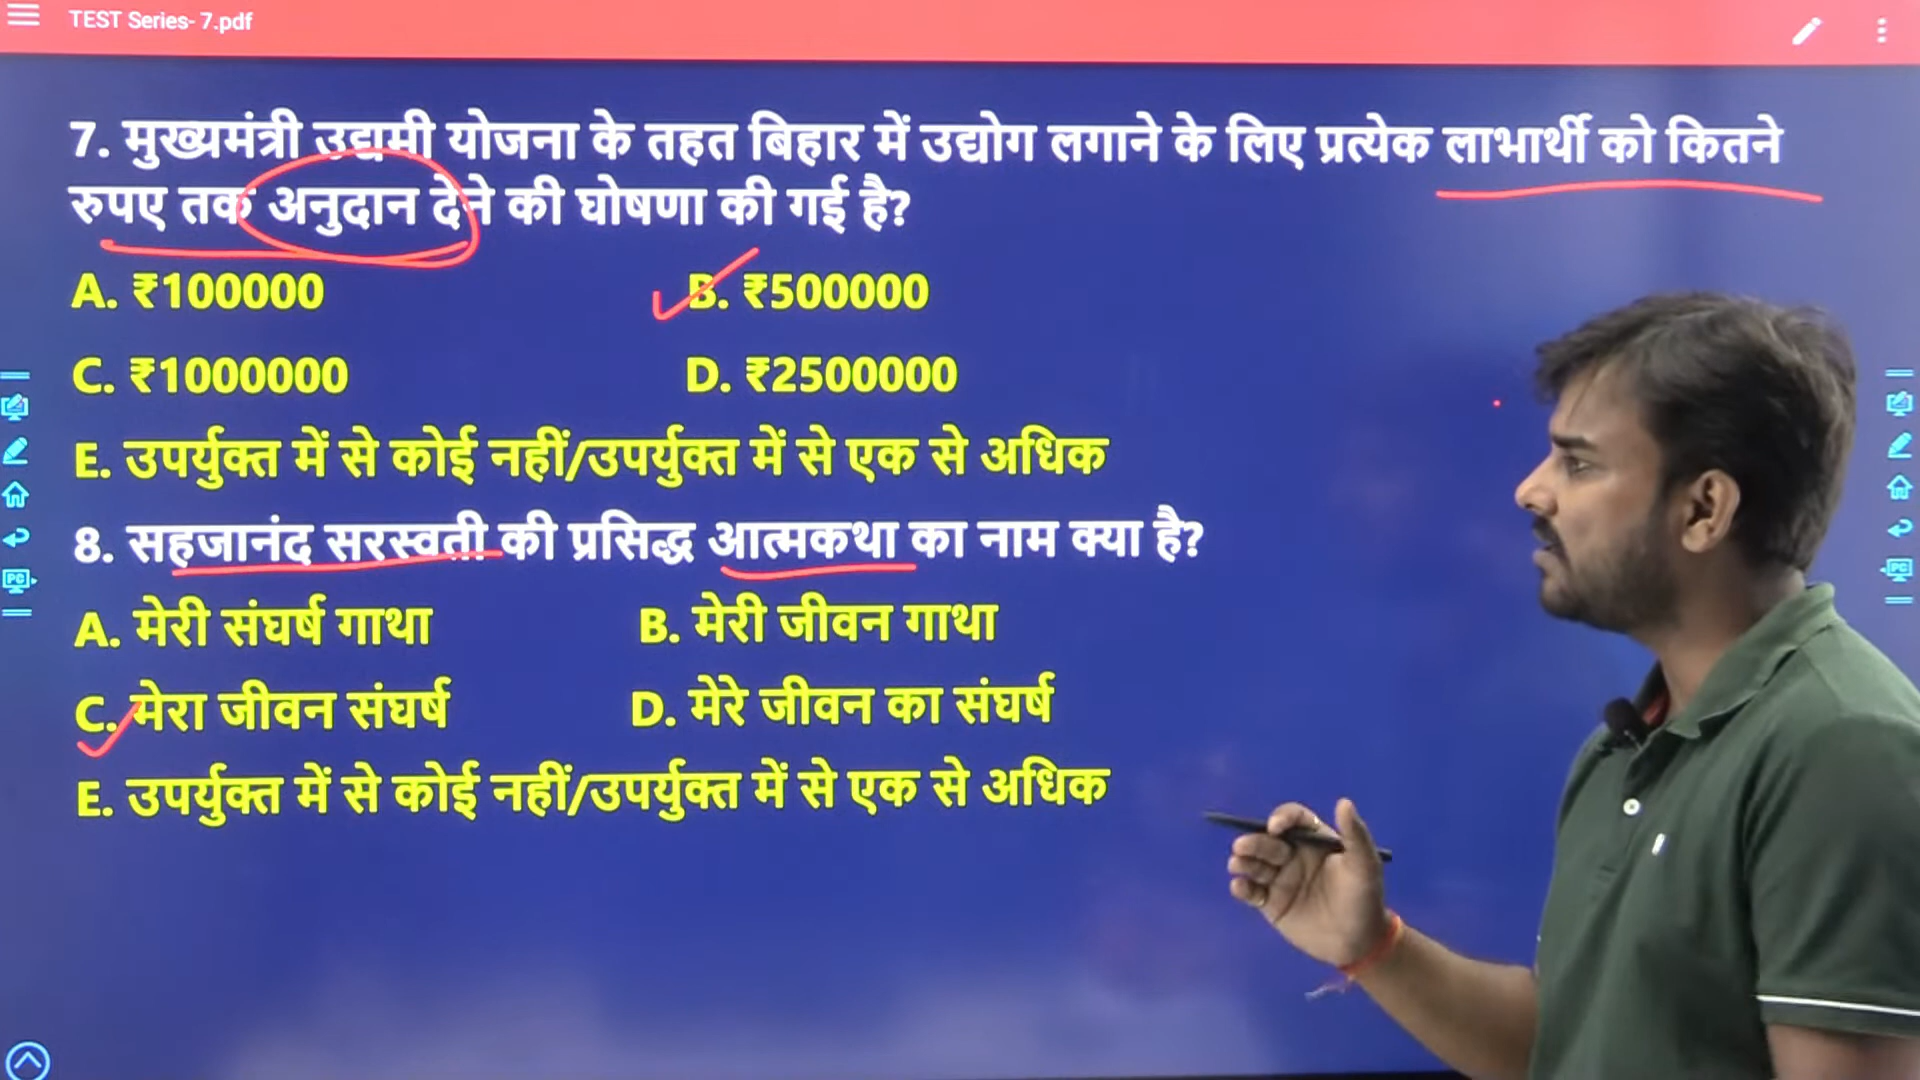 TEST Series- 7.pdf
7. मुख्यमंत्री उद्यमी योजना के तहत बिहार में उद्योग लगाने के लिए प्रत्येक लाभार्थी को कितने
रुपए तक अनुदान देने की घोषणा की गई है?
A. ₹100000 B. ₹500000
C. ₹1000000 D. ₹2500000
E. उपर्युक्त में से कोई नहीं/उपर्युक्त में से एक से अधिक
8. सहजानंद सरस्वती की प्रसिद्ध आत्मकथा का नाम क्या है?
A. मेरी संघर्ष गाथा B. मेरी जीवन गाथा
C. मेरा जीवन संघर्ष D. मेरे जीवन का संघर्ष
E. उपर्युक्त में से कोई नहीं/उपर्युक्त में से एक से अधिक
PC
PC